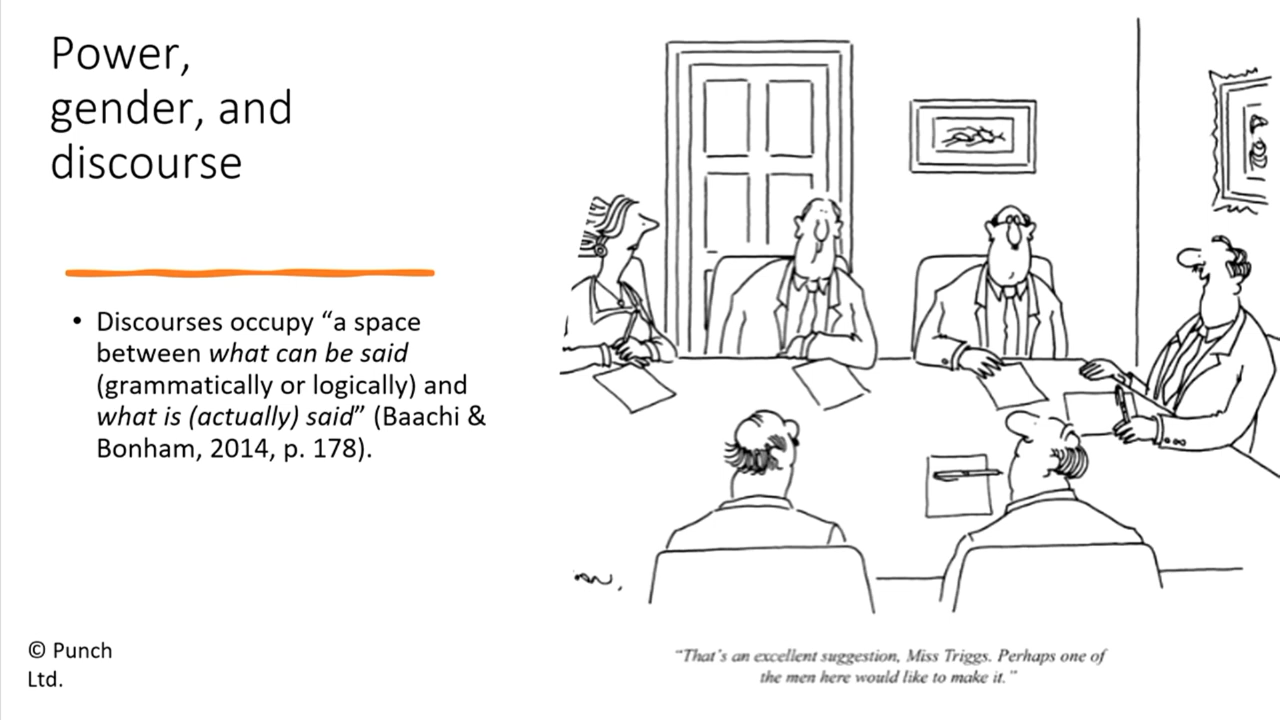 Power,
gender, and
discourse
• Discourses occupy “a space
between what can be said
(grammatically or logically) and
what is (actually) said” (Baachi &
Bonham, 2014, p. 178).
© Punch
Ltd.
“That’s an excellent suggestion, Miss Triggs. Perhaps one of
the men here would like to make it.”